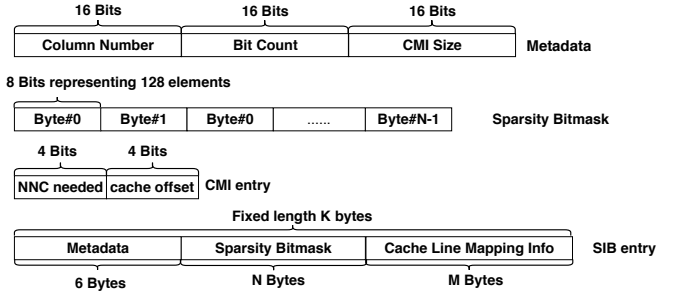 16 Bits 16 Bits 16 Bits
Column Number Bit Count CMI Size Metadata
8 Bits representing 128 elements
Byte#0 Byte#1 Byte#0 ...... Byte#N-1 Sparsity Bitmask
4 Bits 4 Bits
NNC needed cache offset CMI entry
Fixed length K bytes
Metadata Sparsity Bitmask Cache Line Mapping Info SIB entry
6 Bytes N Bytes M Bytes